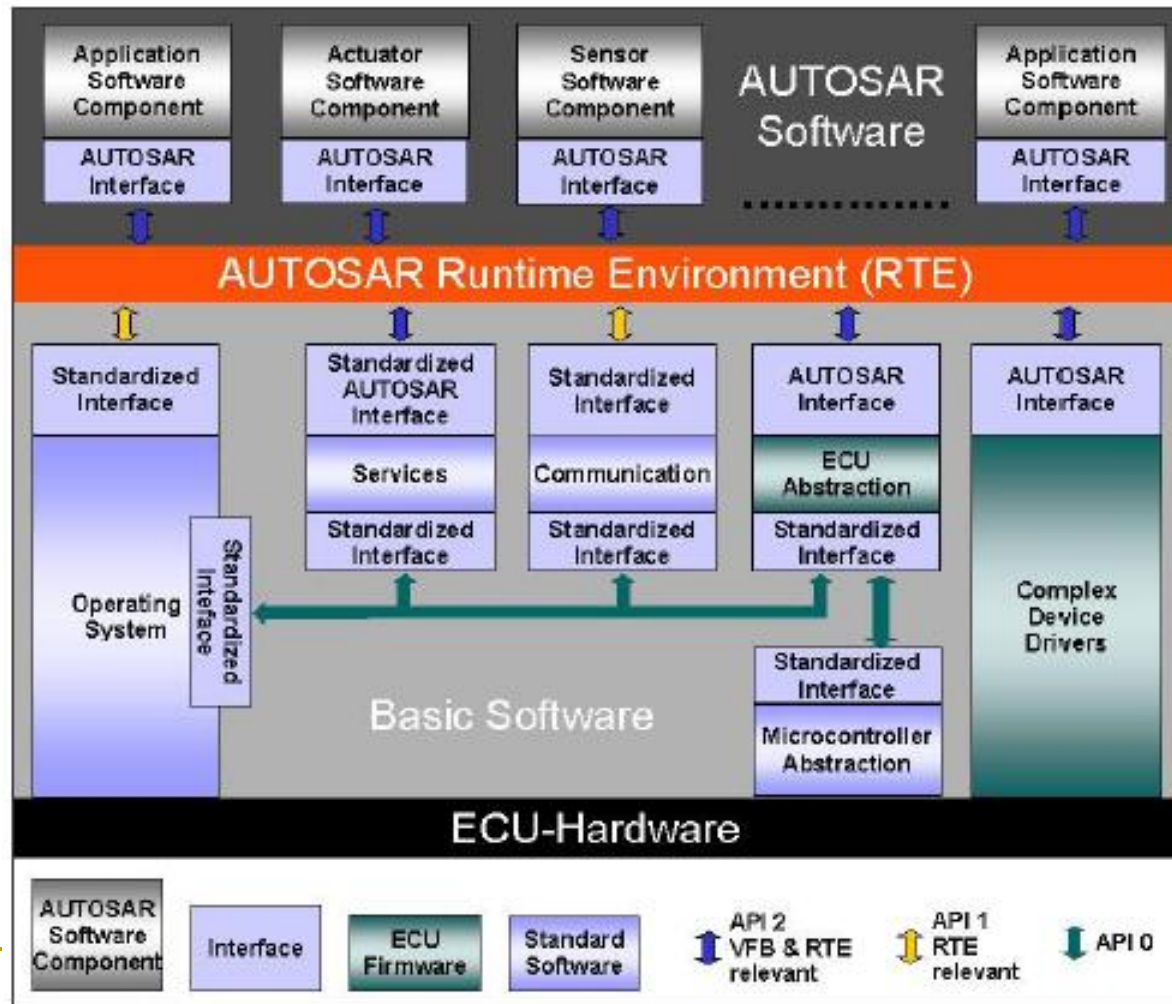 Application
Software
Component
AUTOSAR
Interface
Actuator
Software
Component
AUTOSAR
Interface
Sensor
Software
Component
AUTOSAR
Interface
AUTOSAR
Software
Application
Software
Component
AUTOSAR
Interface
AUTOSAR Runtime Environment (RTE)
Standardized
Interface
Operating
System
Standardized
Inteface
Standardized
AUTOSAR
Interface
Services
Standardized
Interface
Standardized
Interface
Communication
Standardized
Interface
AUTOSAR
Interface
ECU
Abstraction
Standardized
Interface
Standardized
Interface
Microcontroller
Abstraction
AUTOSAR
Interface
Complex
Device
Drivers
Basic Software
ECU-Hardware
AUTOSAR
Software
Component
Interface
ECU
Firmware
Standard
Software
API 2
VFB & RTE
relevant
API 1
RTE
relevant
API 0